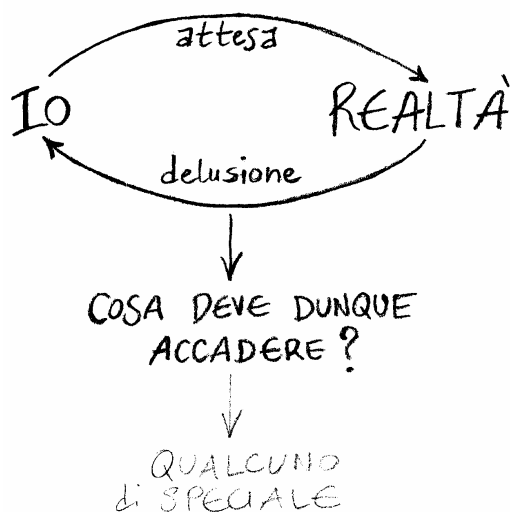 attesa
IO
REALTÀ
delusione
COSA DEVE DUNQUE
ACCADERE?
QUALCUNO
di SPECIALE